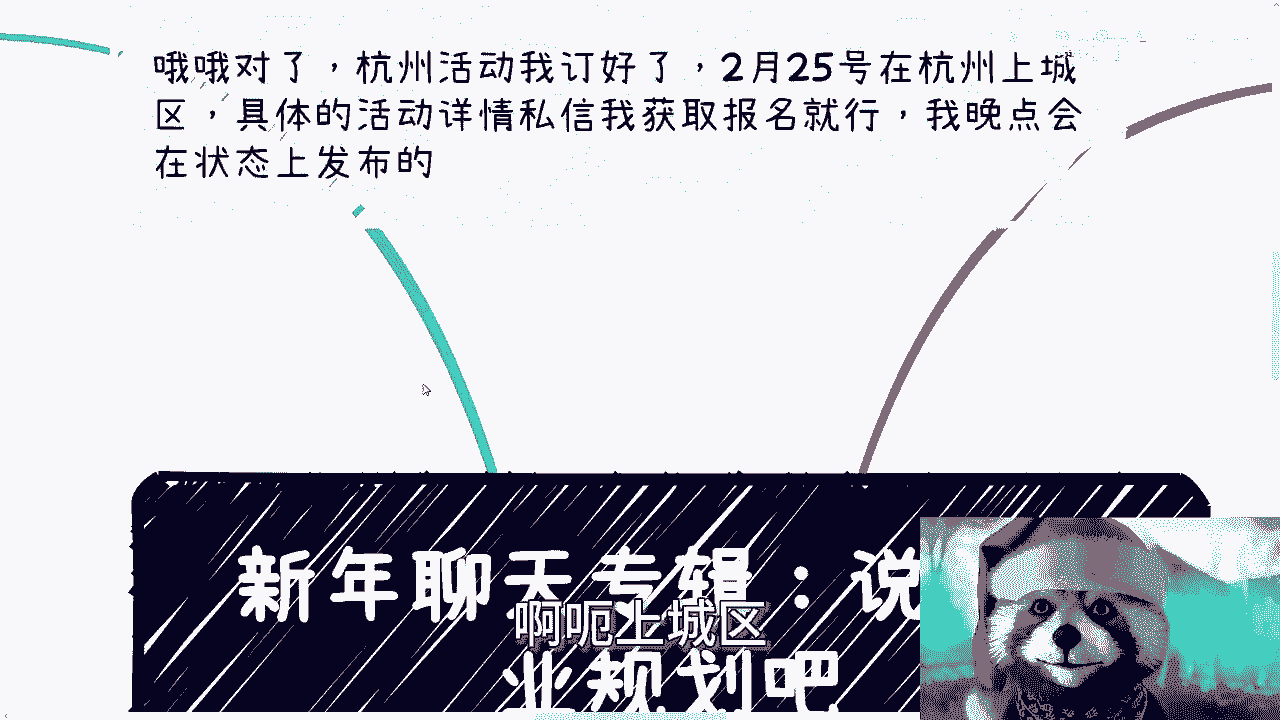 哦哦对了，杭州活动我订好了，2月25号在杭州上城
区，具体的活动详情私信我获取报名就行，我晚点会
在状态上发布的
新年聊天专辑：说
啊呃上城区
业规划吧